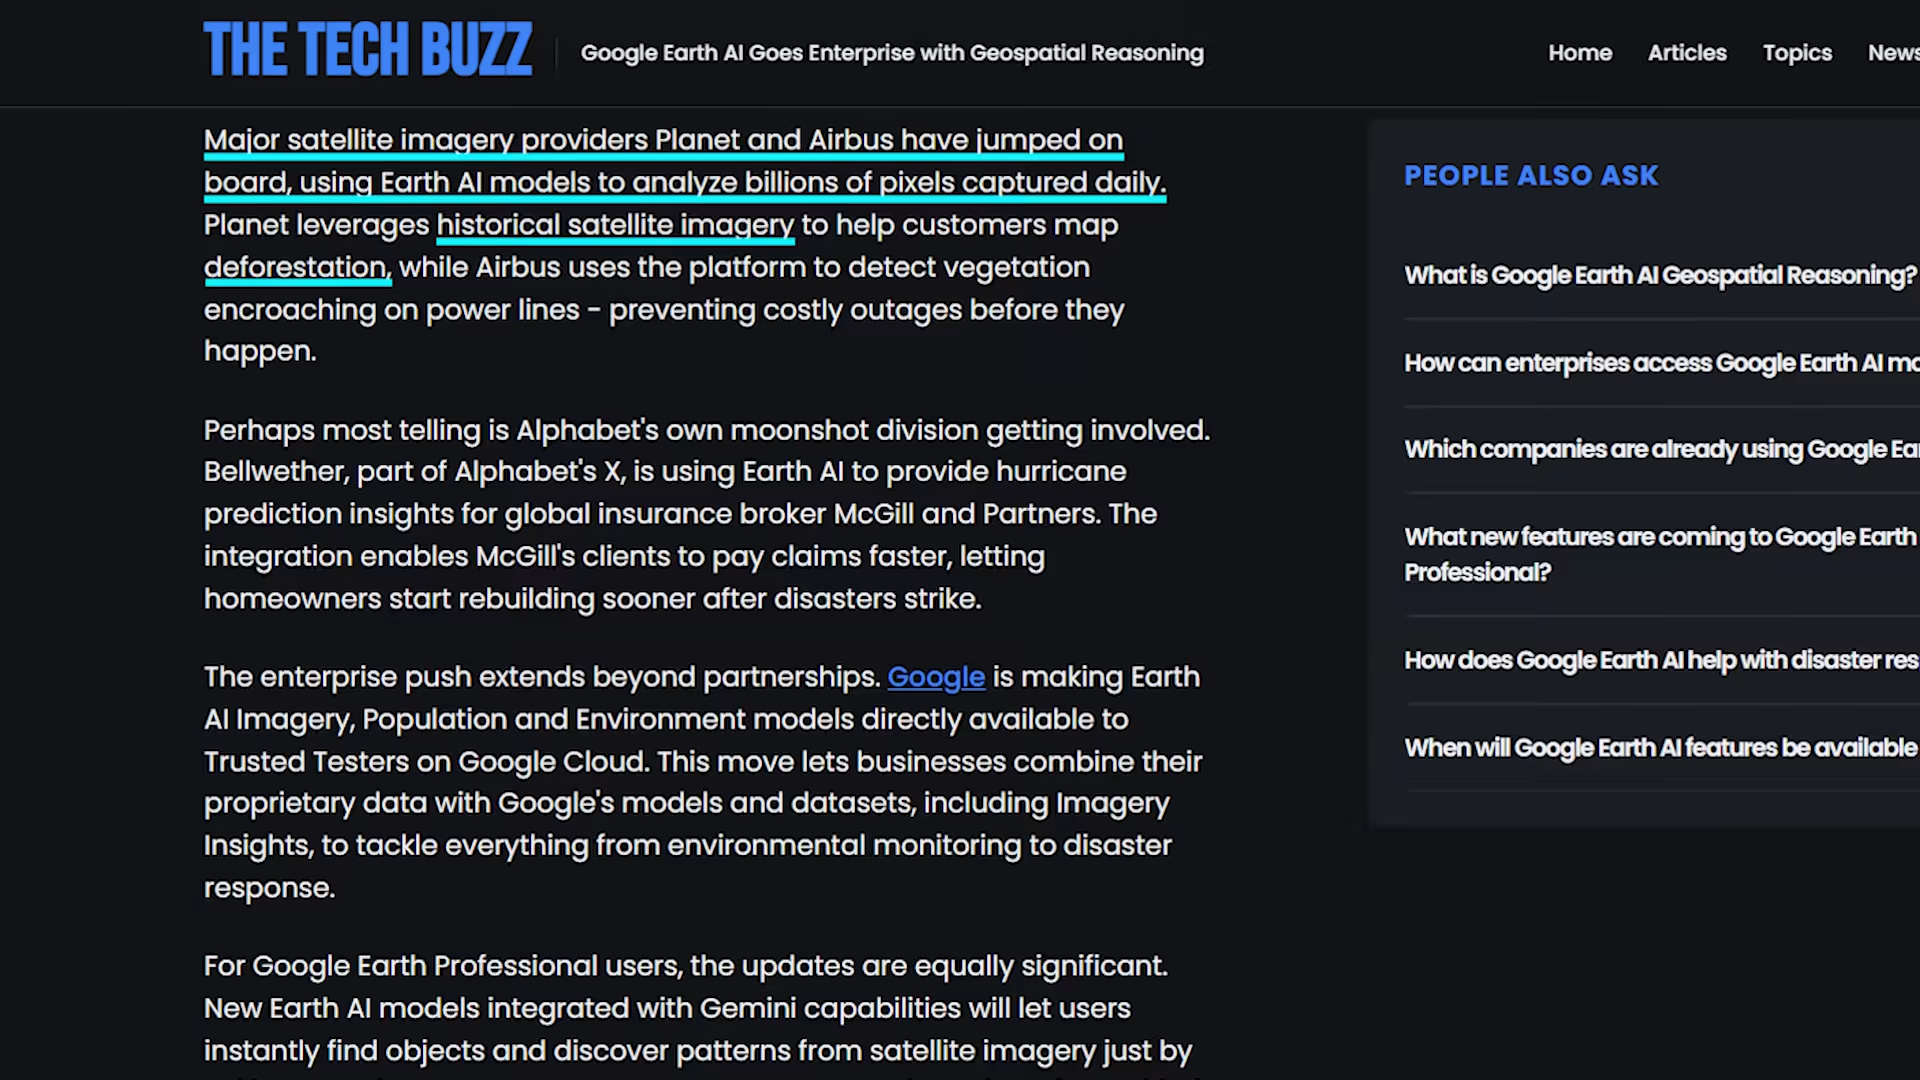 THE TECH BUZZ
Google Earth AI Goes Enterprise with Geospatial Reasoning
Home
Articles
Topics
News
Major satellite imagery providers Planet and Airbus have jumped on
board, using Earth AI models to analyze billions of pixels captured daily.
Planet leverages historical satellite imagery to help customers map
deforestation, while Airbus uses the platform to detect vegetation
encroaching on power lines - preventing costly outages before they
happen.
Perhaps most telling is Alphabet's own moonshot division getting involved.
Bellwether, part of Alphabet's X, is using Earth AI to provide hurricane
prediction insights for global insurance broker McGill and Partners. The
integration enables McGill's clients to pay claims faster, letting
homeowners start rebuilding sooner after disasters strike.
The enterprise push extends beyond partnerships. Google is making Earth
AI Imagery, Population and Environment models directly available to
Trusted Testers on Google Cloud. This move lets businesses combine their
proprietary data with Google's models and datasets, including Imagery
Insights, to tackle everything from environmental monitoring to disaster
response.
For Google Earth Professional users, the updates are equally significant.
New Earth AI models integrated with Gemini capabilities will let users
instantly find objects and discover patterns from satellite imagery just by
PEOPLE ALSO ASK
What is Google Earth AI Geospatial Reasoning?
How can enterprises access Google Earth AI
Which companies are already using Google
What new features are coming to Google Earth
Professional?
How does Google Earth AI help with disaster
When will Google Earth AI features be available